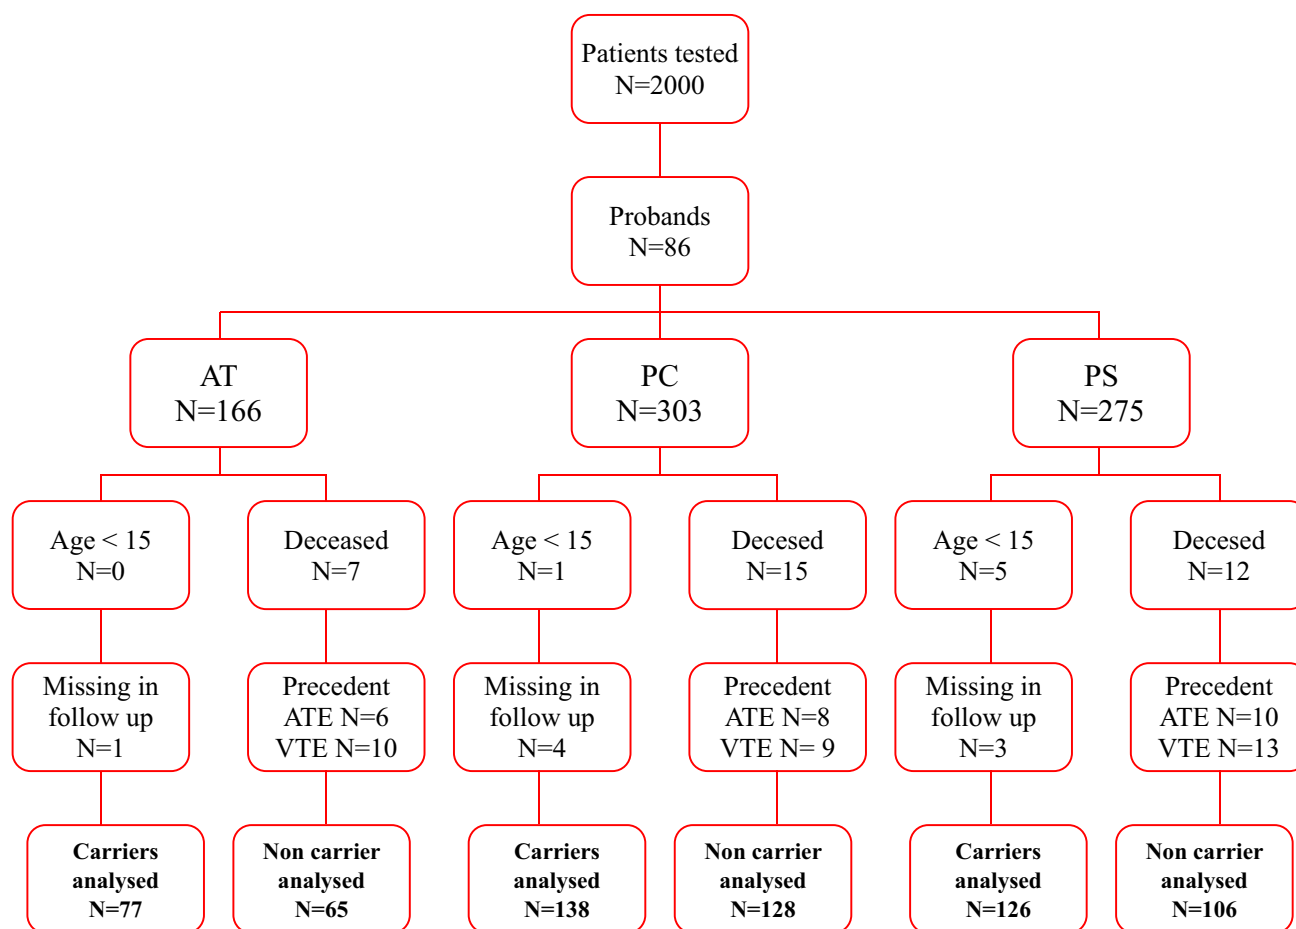 Patients tested
N=2000
Probands
N=86
AT
N=166
PC
N=303
PS
N=275
Age < 15
N=0
Deceased
N=7
Age < 15
N=1
Decesed
N=15
Age < 15
N=5
Decesed
N=12
Missing in
follow up
N=1
Precedent
ATE N=6
VTE N=10
Missing in
follow up
N=4
Precedent
ATE N=8
VTE N= 9
Missing in
follow up
N=3
Precedent
ATE N=10
VTE N=13
Carriers
analysed
N=77
Non carrier
analysed
N=65
Carriers
analysed
N=138
Non carrier
analysed
N=128
Carriers
analysed
N=126
Non carrier
analysed
N=106